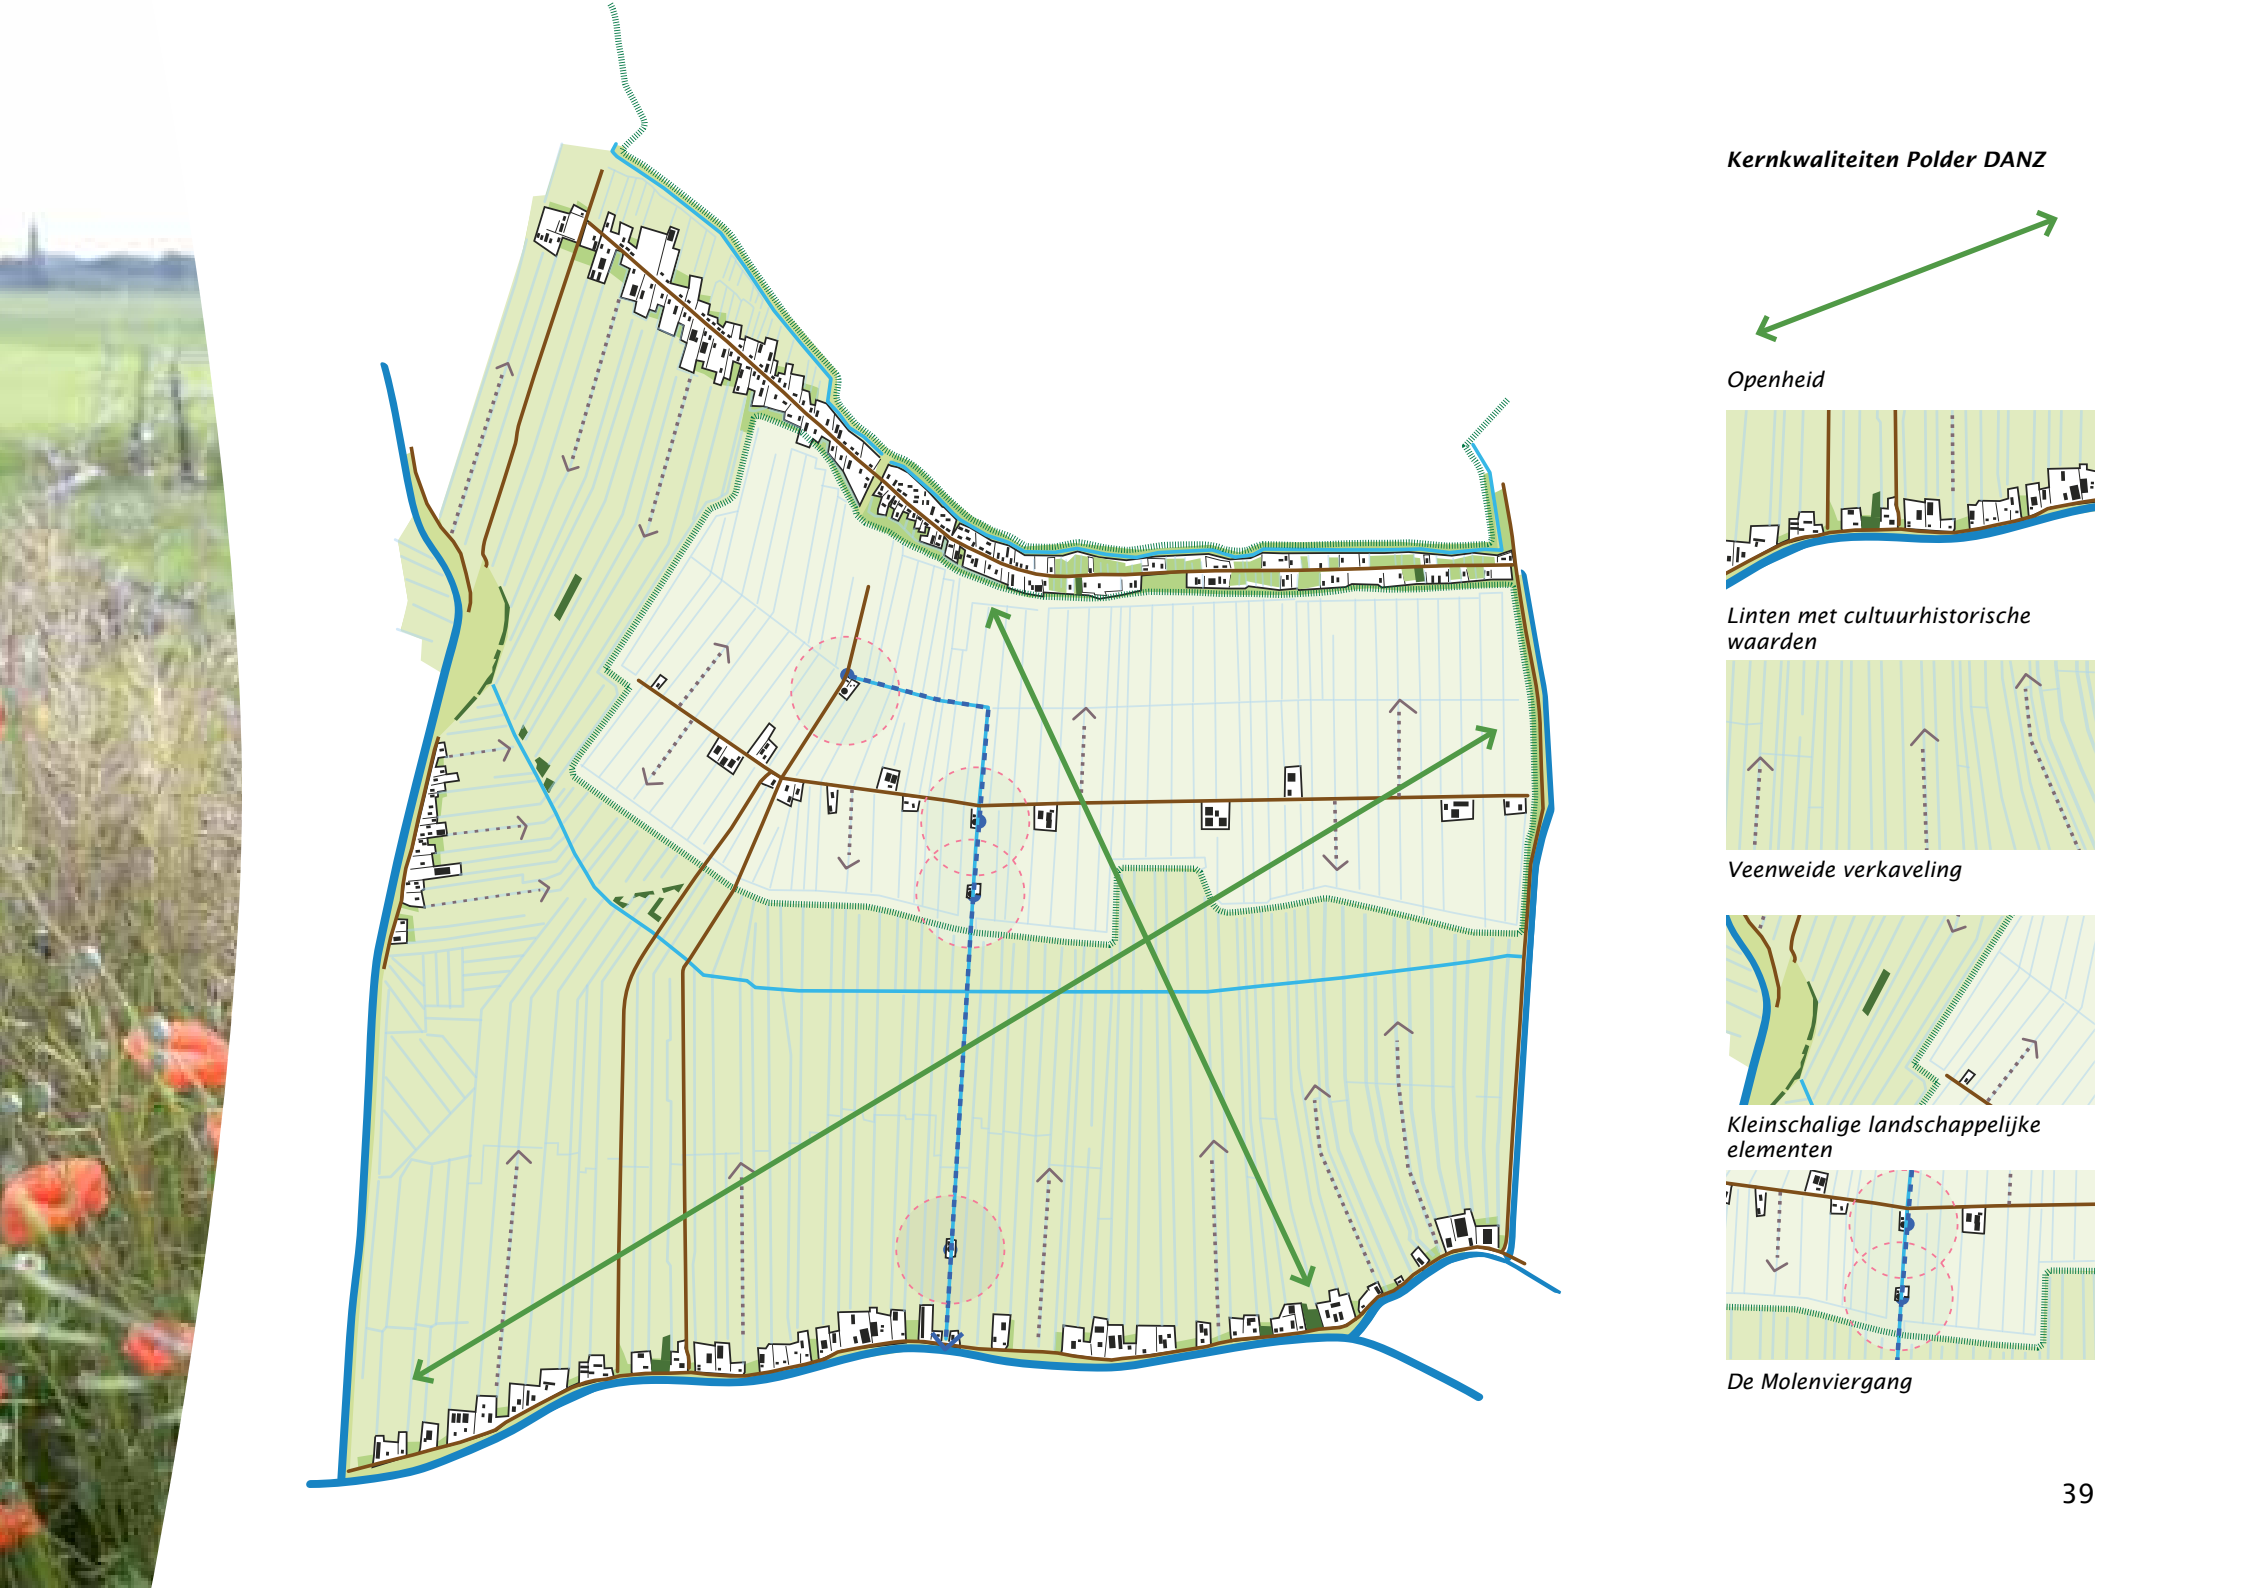 Kernkwaliteiten Polder DANZ
Openheid
Linten met cultuurhistorische
waarden
Veenweide verkaveling
Kleinschalige landschappelijke
elementen
De Molenviergang
39